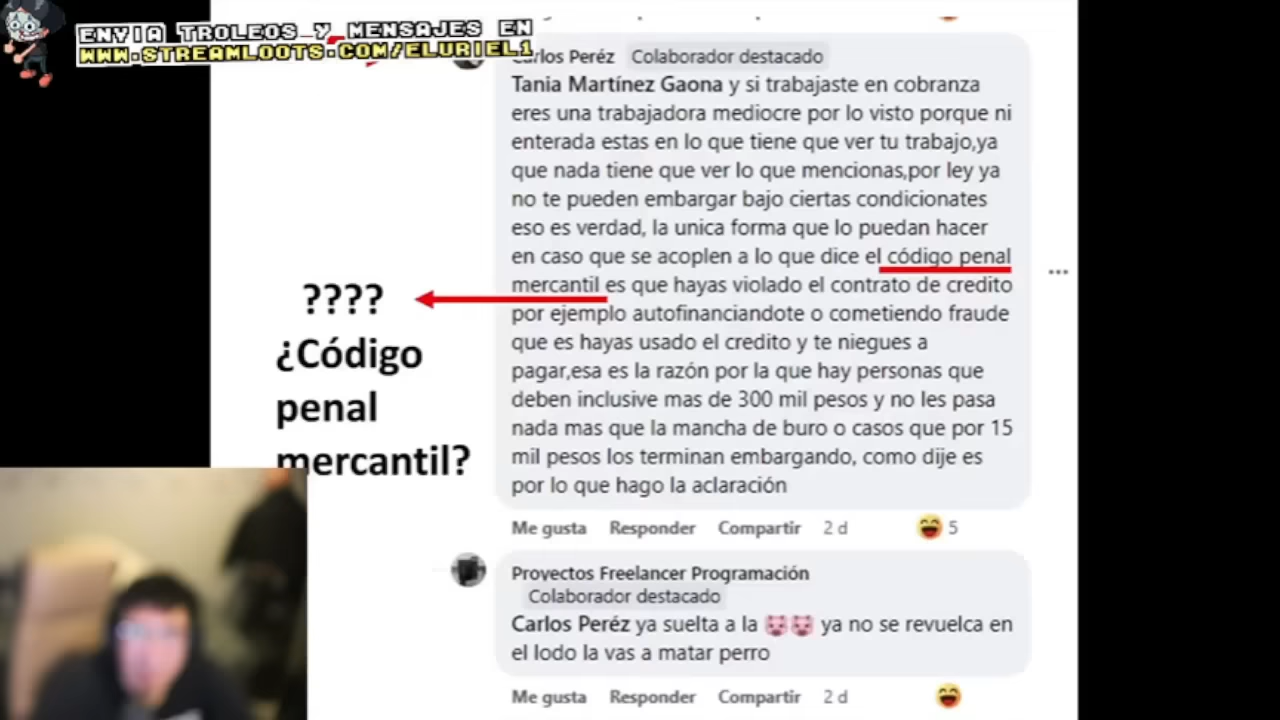 ENVIA TROLEOS Y MENSAJES EN
WWW.STREAMLOOTS.COM/ELURIEL1
Carlos Peréz Colaborador destacado
Tania Martínez Gaona y si trabajaste en cobranza
eres una trabajadora mediocre por lo visto porque ni
enterada estas en lo que tiene que ver tu trabajo,ya
que nada tiene que ver lo que mencionas,por ley ya
no te pueden embargar bajo ciertas condicionates
eso es verdad, la unica forma que lo puedan hacer
en caso que se acoplen a lo que dice el código penal
mercantil es que hayas violado el contrato de credito
por ejemplo autofinanciandote o cometiendo fraude
que es hayas usado el credito y te niegues a
pagar,esa es la razón por la que hay personas que
deben inclusive mas de 300 mil pesos y no les pasa
nada mas que la mancha de buro o casos que por 15
mil pesos los terminan embargando, como dije es
por lo que hago la aclaración
Me gusta Responder Compartir 2 d 5
????
¿Código
penal
mercantil?
Proyectos Freelancer Programación
Colaborador destacado
Carlos Peréz ya suelta a la 🐷🐷 ya no se revuelca en
el lodo la vas a matar perro
Me gusta Responder Compartir 2 d